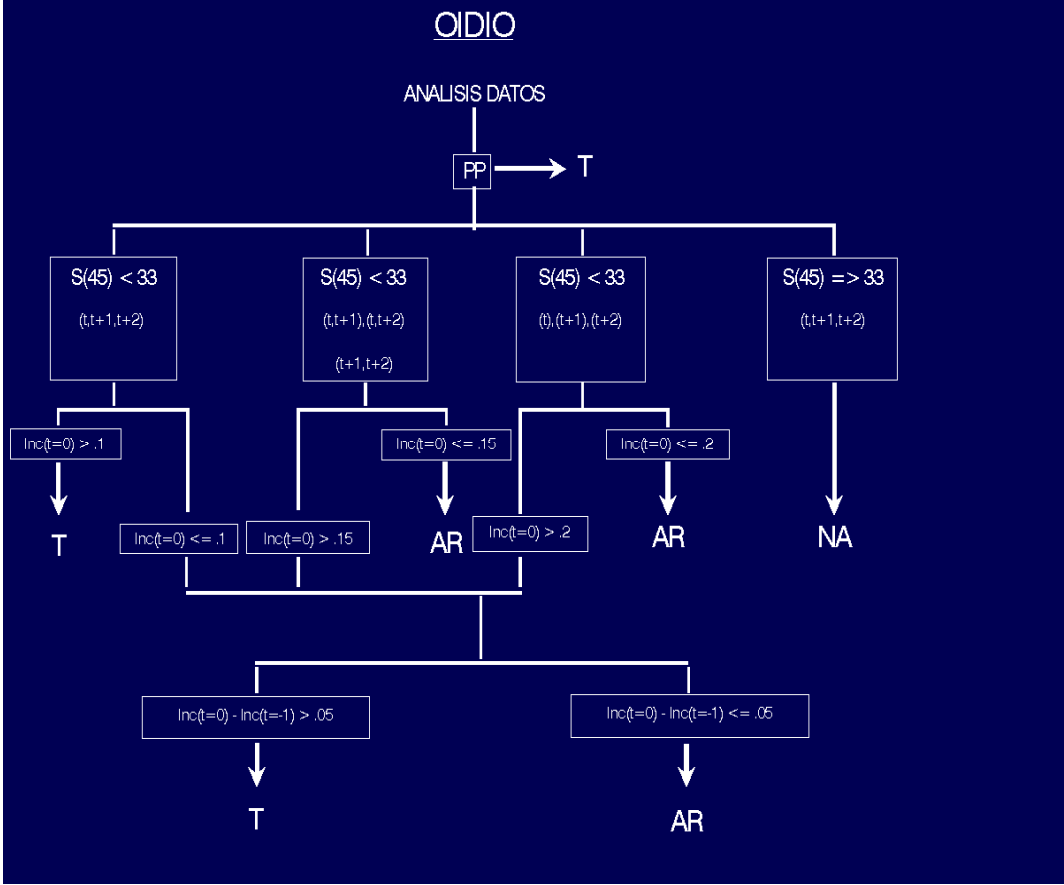 OIDIO
ANALISIS DATOS
PP
T
S(45) < 33
(t,t+1,t+2)
S(45) < 33
(t,t+1),(t,t+2)
(t+1,t+2)
S(45) < 33
(t),(t+1),(t+2)
S(45) = > 33
(t,t+1,t+2)
Inc(t=0) > .1
Inc(t=0) <= .15
Inc(t=0) <= .2
T
Inc(t=0) <= .1
Inc(t=0) > .15
AR
Inc(t=0) > .2
AR
NA
Inc(t=0) - Inc(t=-1) > .05
Inc(t=0) - Inc(t=-1) <= .05
T
AR